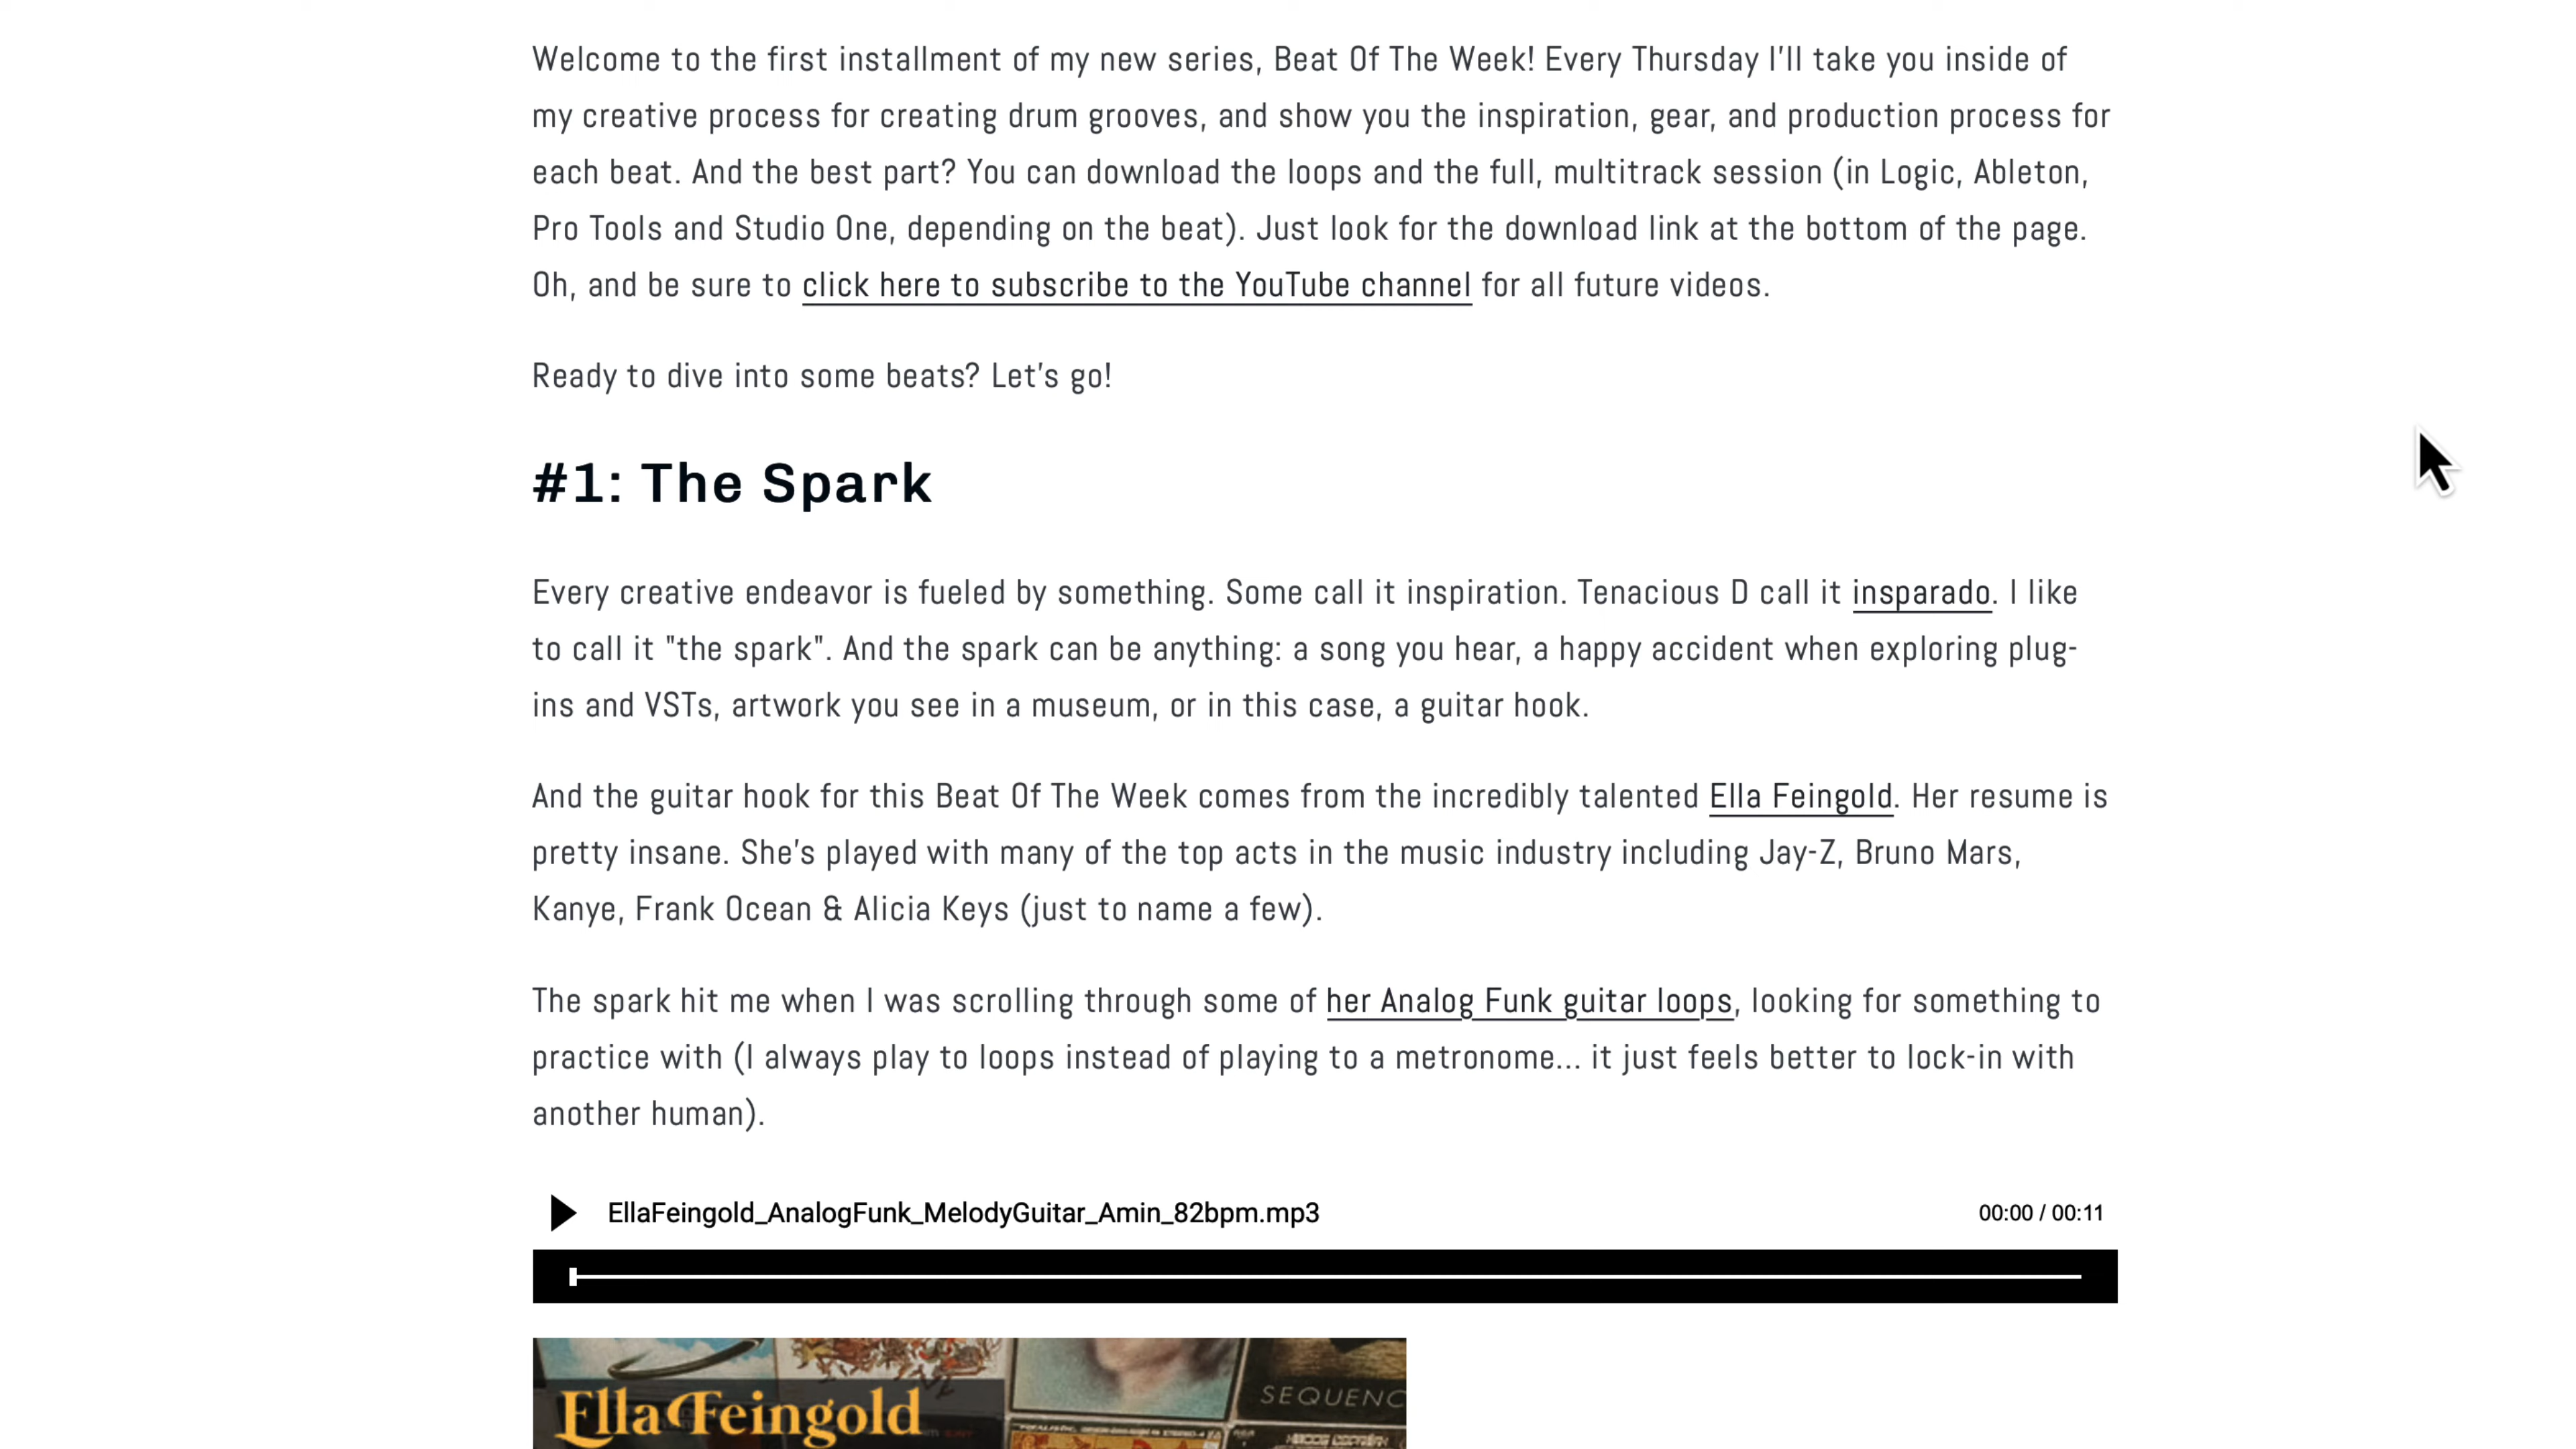 Welcome to the first installment of my new series, Beat Of The Week! Every Thursday I'll take you inside of
my creative process for creating drum grooves, and show you the inspiration, gear, and production process for
each beat. And the best part? You can download the loops and the full, multitrack session (in Logic, Ableton,
Pro Tools and Studio One, depending on the beat). Just look for the download link at the bottom of the page.
Oh, and be sure to click here to subscribe to the YouTube channel for all future videos.
Ready to dive into some beats? Let's go!
#1: The Spark
Every creative endeavor is fueled by something. Some call it inspiration. Tenacious D call it insparado. I like
to call it "the spark". And the spark can be anything: a song you hear, a happy accident when exploring plug-
ins and VSTs, artwork you see in a museum, or in this case, a guitar hook.
And the guitar hook for this Beat Of The Week comes from the incredibly talented Ella Feingold. Her resume is
pretty insane. She's played with many of the top acts in the music industry including Jay-Z, Bruno Mars,
Kanye, Frank Ocean & Alicia Keys (just to name a few).
The spark hit me when I was scrolling through some of her Analog Funk guitar loops, looking for something to
practice with (I always play to loops instead of playing to a metronome... it just feels better to lock-in with
another human).
EllaFeingold_AnalogFunk_MelodyGuitar_Amin_82bpm.mp3 00:00 / 00:11
SEQUENC
Ella Feingold